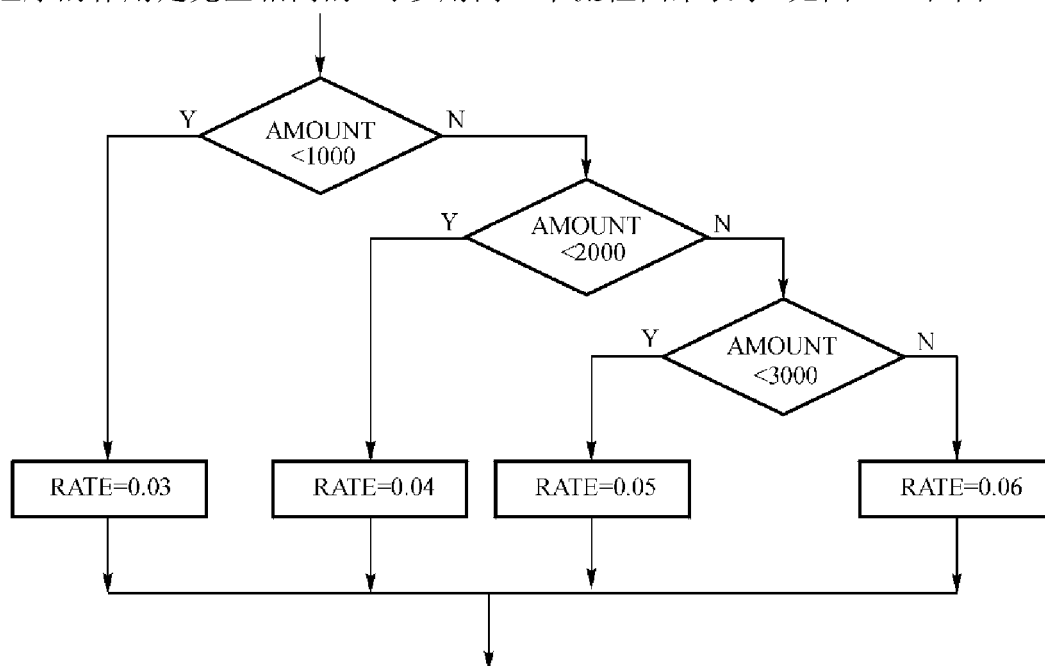 Y
N
AMOUNT
<1000
Y
N
AMOUNT
<2000
Y
N
AMOUNT
<3000
RATE=0.03
RATE=0.04
RATE=0.05
RATE=0.06